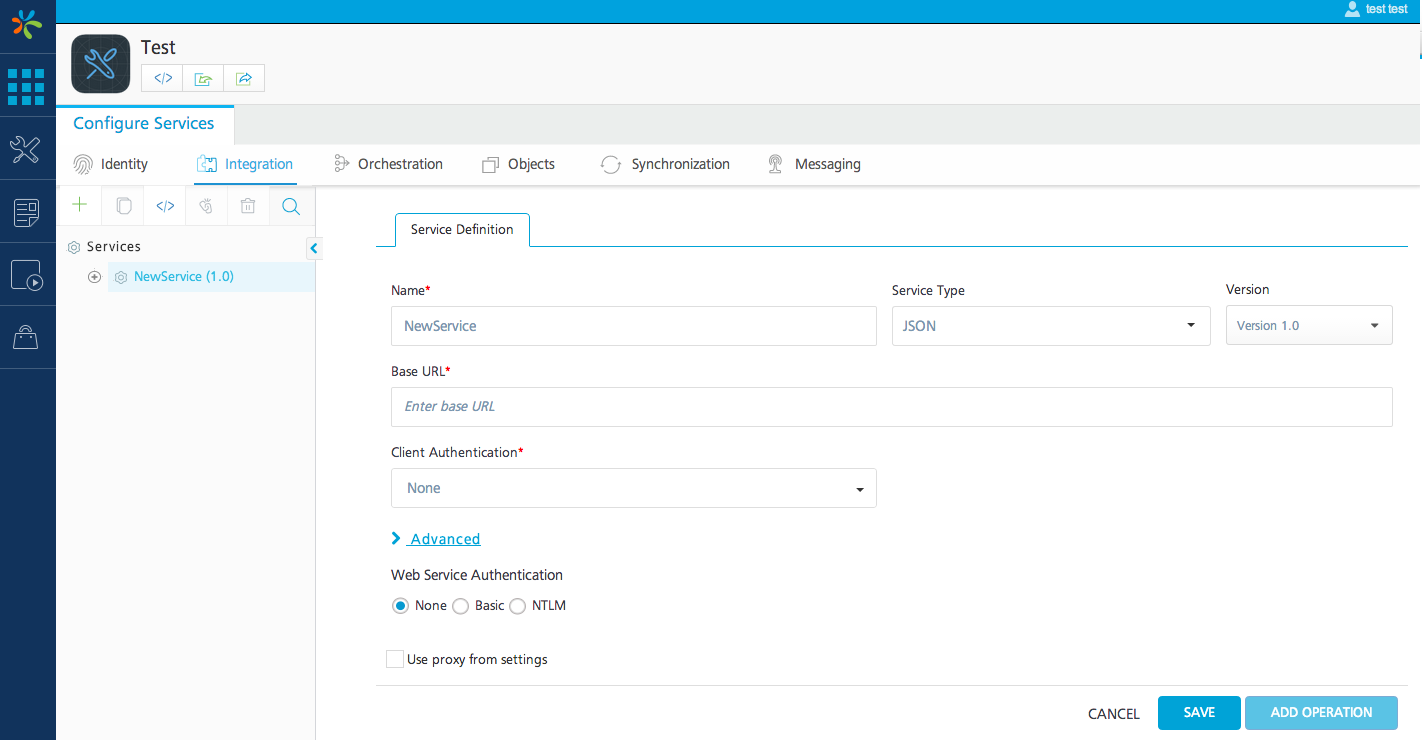 test test
Test
</>
Configure Services
Identity Integration Orchestration Objects Synchronization Messaging
</>
Services
NewService (1.0)
Service Definition
Name* Service Type Version
NewService JSON Version 1.0
Base URL*
Enter base URL
Client Authentication*
None
Advanced
Web Service Authentication
None Basic NTLM
Use proxy from settings
CANCEL SAVE ADD OPERATION